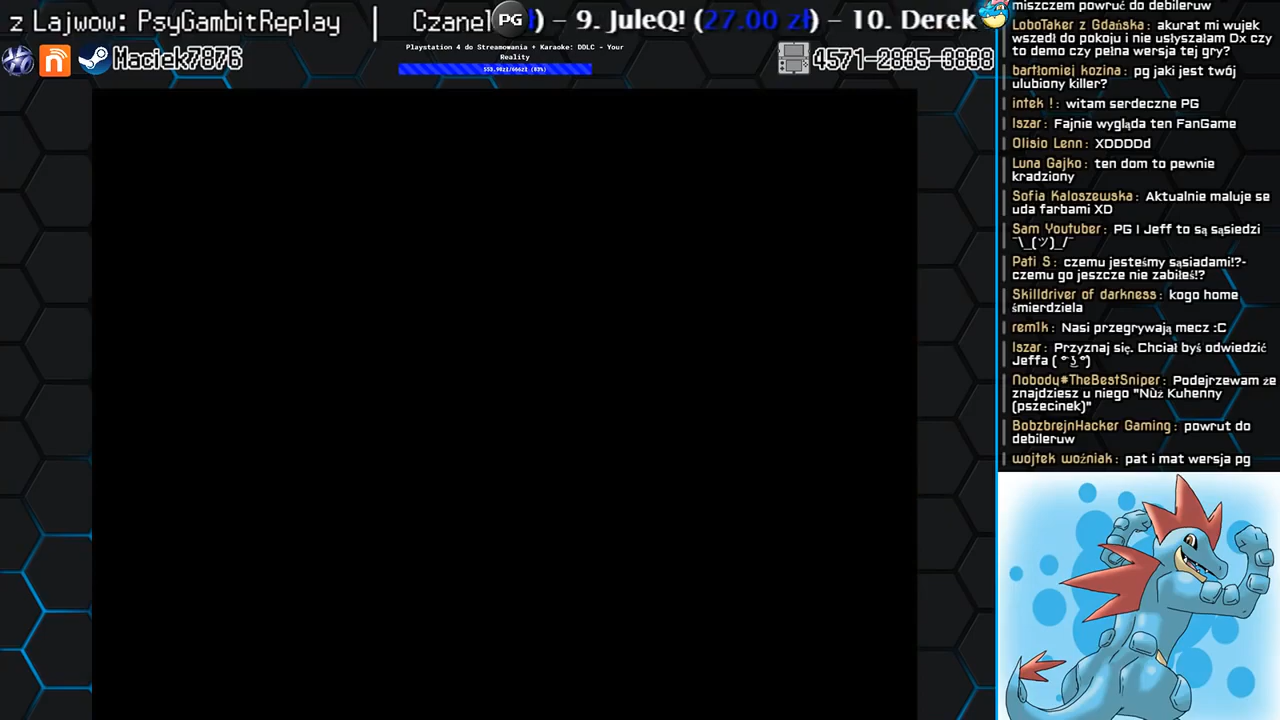 z Lajwow: PsyGambitReplay | Czanel PG ł) – 9. JuleQ! (27.00 zł) – 10. Derek
Maciek7876
Playstation 4 do Streamowania + Karaoke: DDLC - Your
Reality
553.98zł/666zł (83%)
4571-2835-3838
miszczem powruć do debileruw
LoboTaker z Gdańska: akurat mi wujek
wszedł do pokoju i nie usłyszałam Dx czy
to demo czy pełna wersja tej gry?
bartłomiej kozina: pg jaki jest twój
ulubiony killer?
intek !: witam serdeczne PG
Iszar: Fajnie wygląda ten FanGame
Olisio Lenn: XDDDDd
Luna Gajko: ten dom to pewnie
kradziony
Sofia Kaloszewska: Aktualnie maluje se
uda farbami XD
Sam Youtuber: PG I Jeff to są sąsiedzi
¯\_(ツ)_/¯
Pati S: czemu jesteśmy sąsiadami!?-
czemu go jeszcze nie zabiłeś!?
Skilldriver of darkness: kogo home
śmierdziela
rem1k: Nasi przegrywają mecz :C
Iszar: Przyznaj się. Chciał byś odwiedzić
Jeffa ( ͡° ͜ʖ ͡°)
Nobody#TheBestSniper: Podejrzewam że
znajdziesz u niego "Nùż Kuhenny
(pszecinek)"
BobzbrejnHacker Gaming: powrut do
debileruw
wojtek woźniak: pat i mat wersja pg